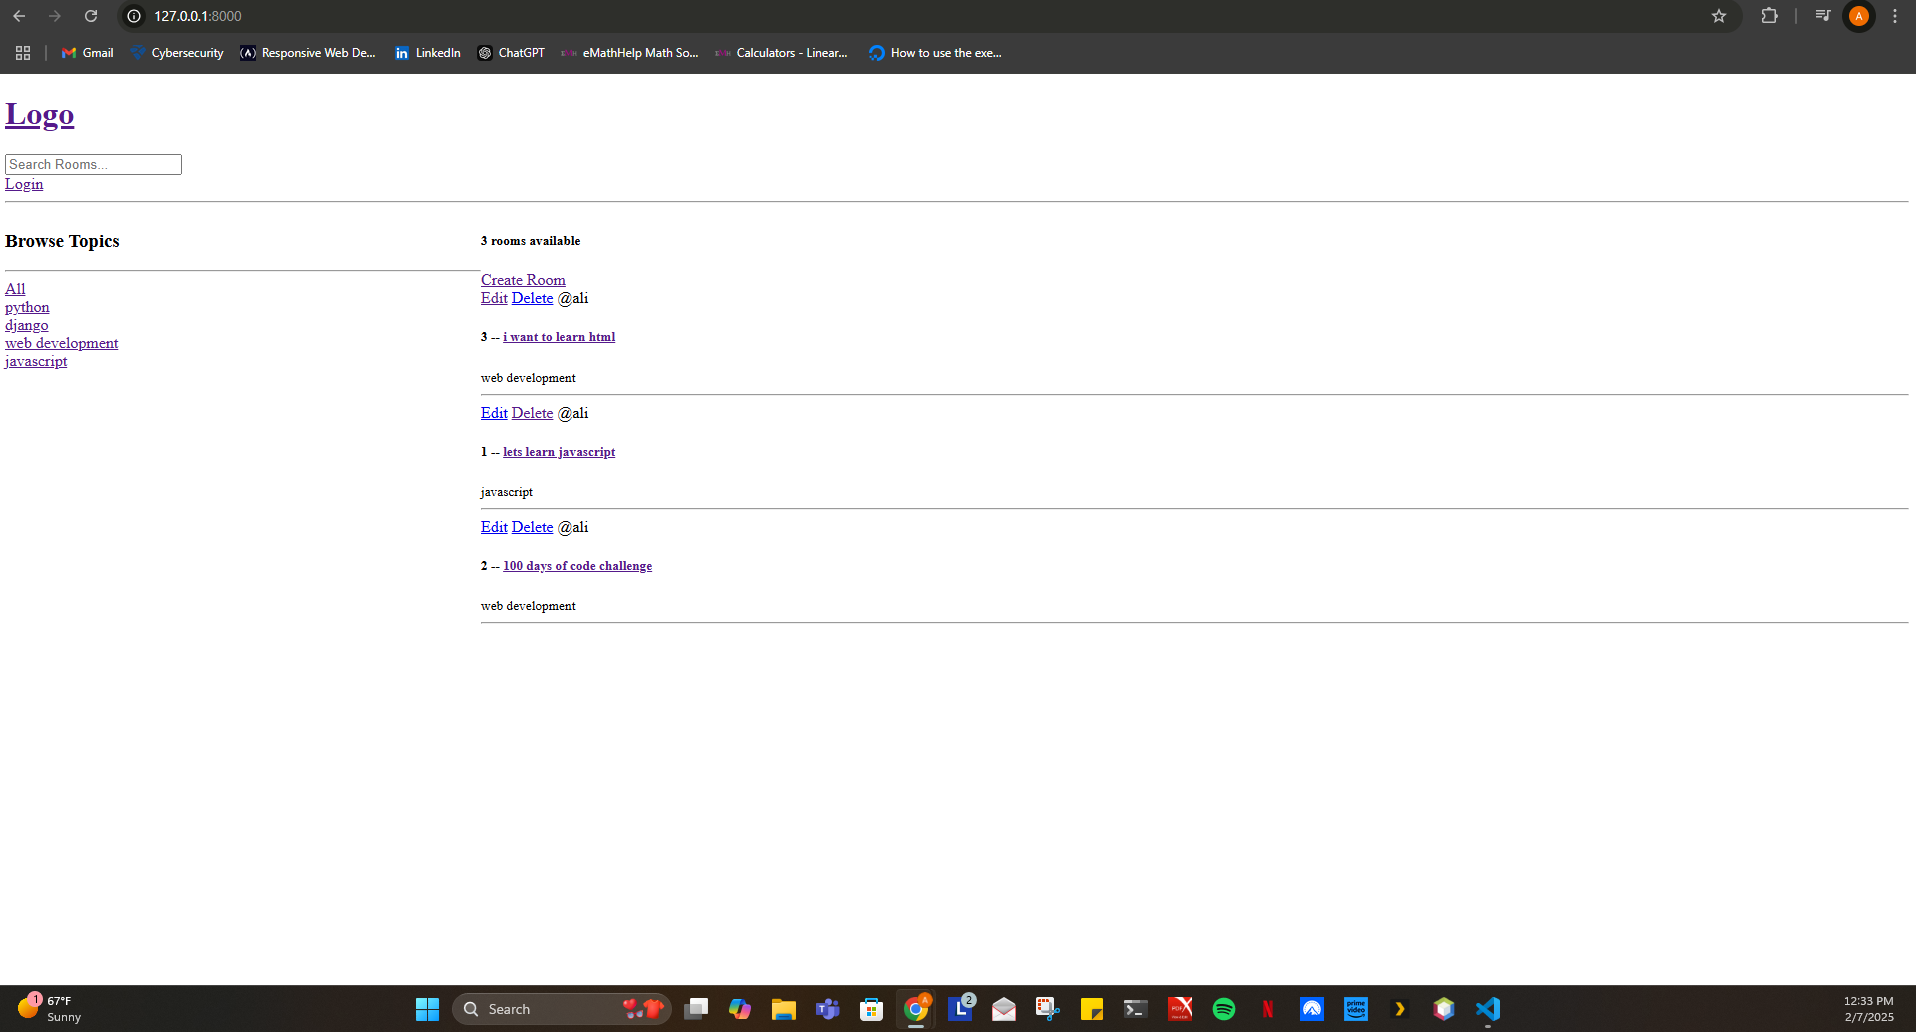 127.0.0.1:8000
A
Gmail
Cybersecurity
Responsive Web De...
LinkedIn
ChatGPT
eMathHelp Math So...
Calculators - Linear...
How to use the exe...
Logo
Search Rooms...
Login
Browse Topics
All
python
django
web development
javascript
3 rooms available
Create Room
Edit Delete @ali
3 -- i want to learn html
web development
Edit Delete @ali
1 -- lets learn javascript
javascript
Edit Delete @ali
2 -- 100 days of code challenge
web development
1
67°F
Sunny
Search
A
L
2
N
prime video
12:33 PM
2/7/2025